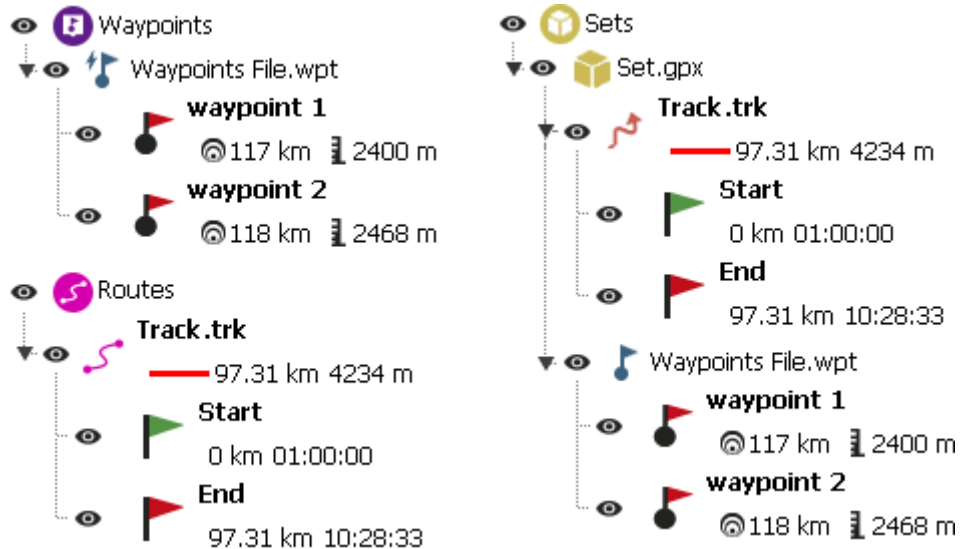 Waypoints
Waypoints File.wpt
waypoint 1
117 km 2400 m
waypoint 2
118 km 2468 m
Routes
Track.trk
97.31 km 4234 m
Start
0 km 01:00:00
End
97.31 km 10:28:33
Sets
Set.gpx
Track.trk
97.31 km 4234 m
Start
0 km 01:00:00
End
97.31 km 10:28:33
Waypoints File.wpt
waypoint 1
117 km 2400 m
waypoint 2
118 km 2468 m